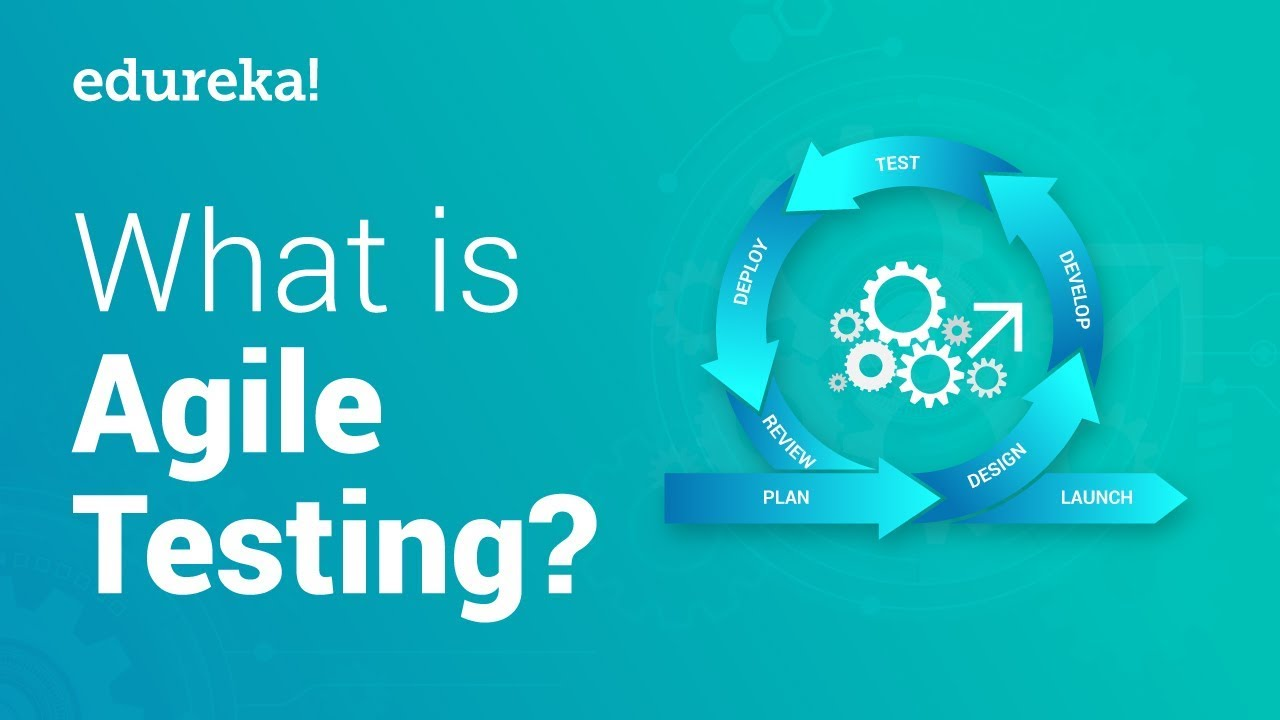 edureka!
What is
Agile
Testing?
PLAN
DESIGN
DEVELOP
TEST
DEPLOY
REVIEW
LAUNCH